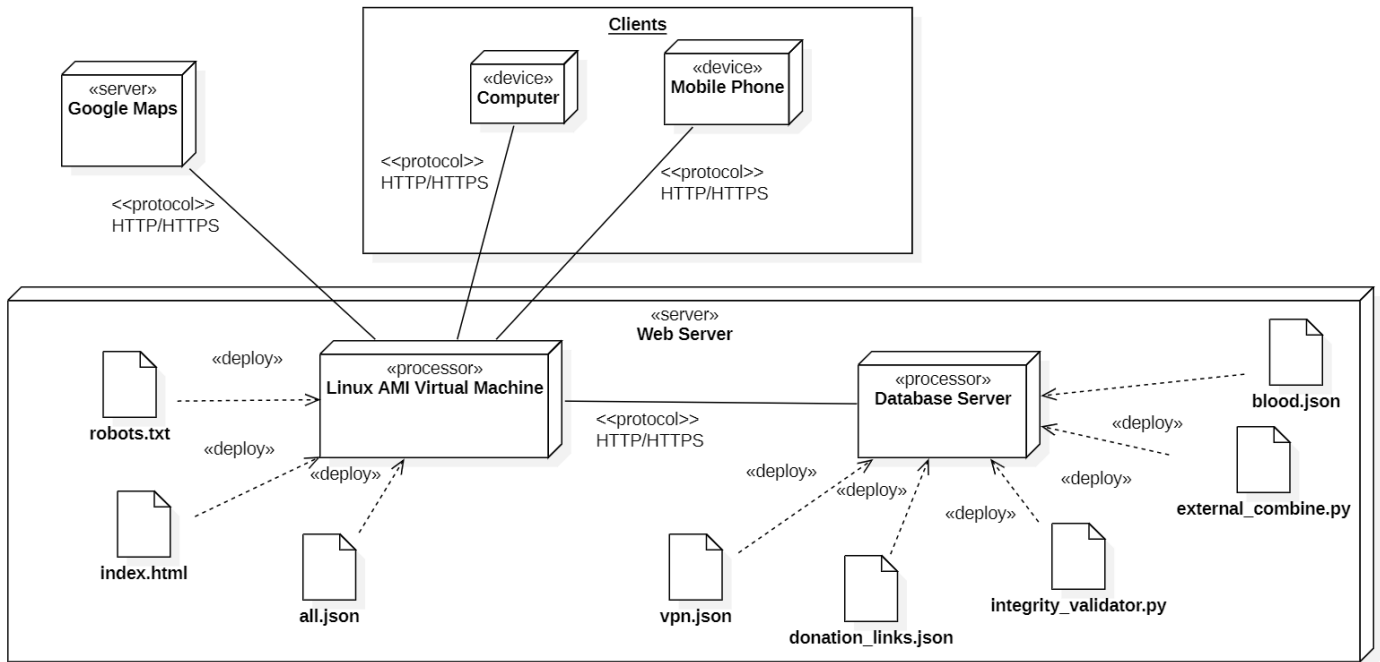 Clients
«server»
Google Maps
«device»
Computer
«device»
Mobile Phone
<<protocol>>
HTTP/HTTPS
<<protocol>>
HTTP/HTTPS
<<protocol>>
HTTP/HTTPS
«server»
Web Server
«processor»
Linux AMI Virtual Machine
«processor»
Database Server
<<protocol>>
HTTP/HTTPS
«deploy»
robots.txt
«deploy»
index.html
«deploy»
all.json
«deploy»
vpn.json
«deploy»
donation_links.json
«deploy»
integrity_validator.py
«deploy»
external_combine.py
«deploy»
blood.json